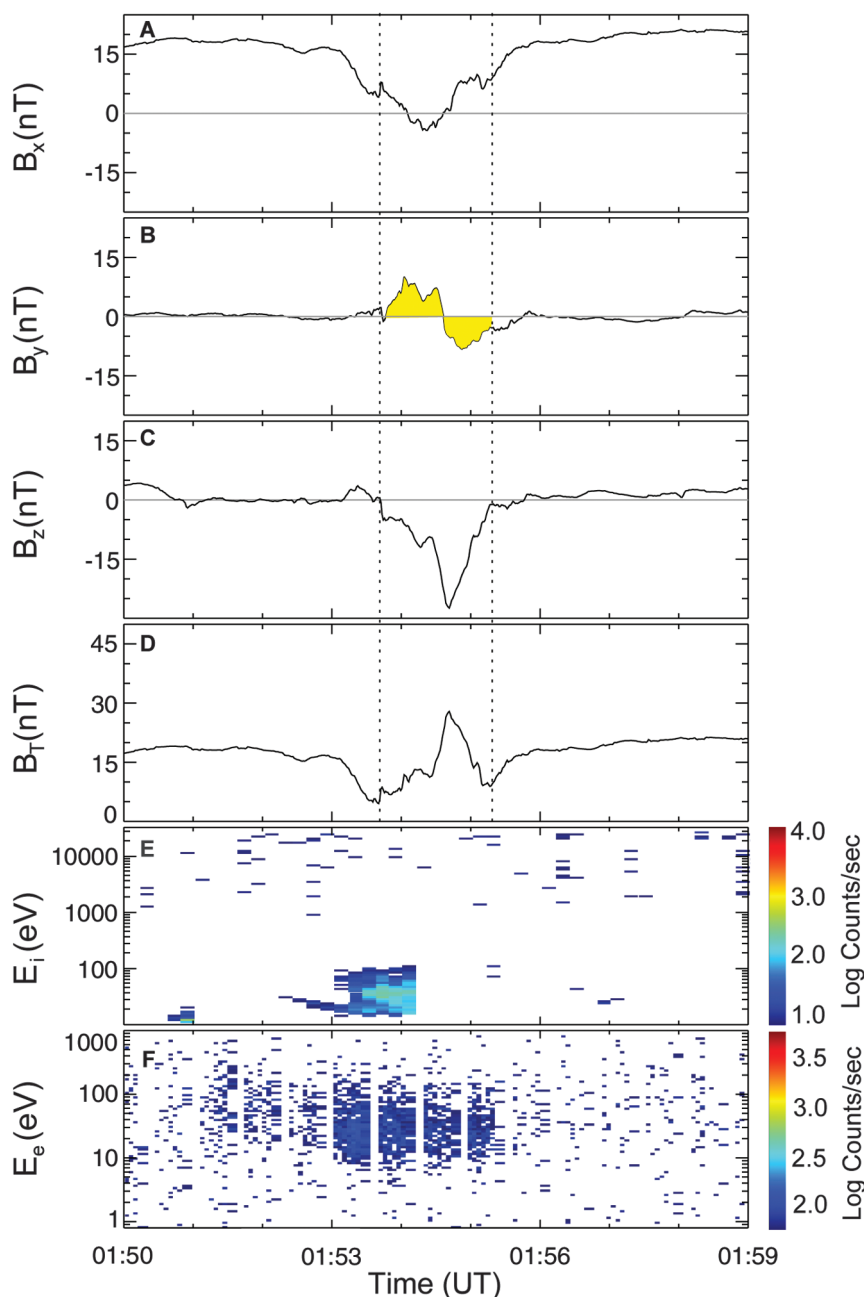 A
15
0
-15
Bx(nT)
B
15
0
-15
By(nT)
C
15
0
-15
Bz(nT)
D
45
30
15
0
BT(nT)
E
10000
1000
100
Ei(eV)
4.0
3.0
2.0
1.0
Log Counts/sec
F
1000
100
10
1
Ee(eV)
3.5
3.0
2.5
2.0
Log Counts/sec
01:50
01:53
01:56
01:59
Time (UT)